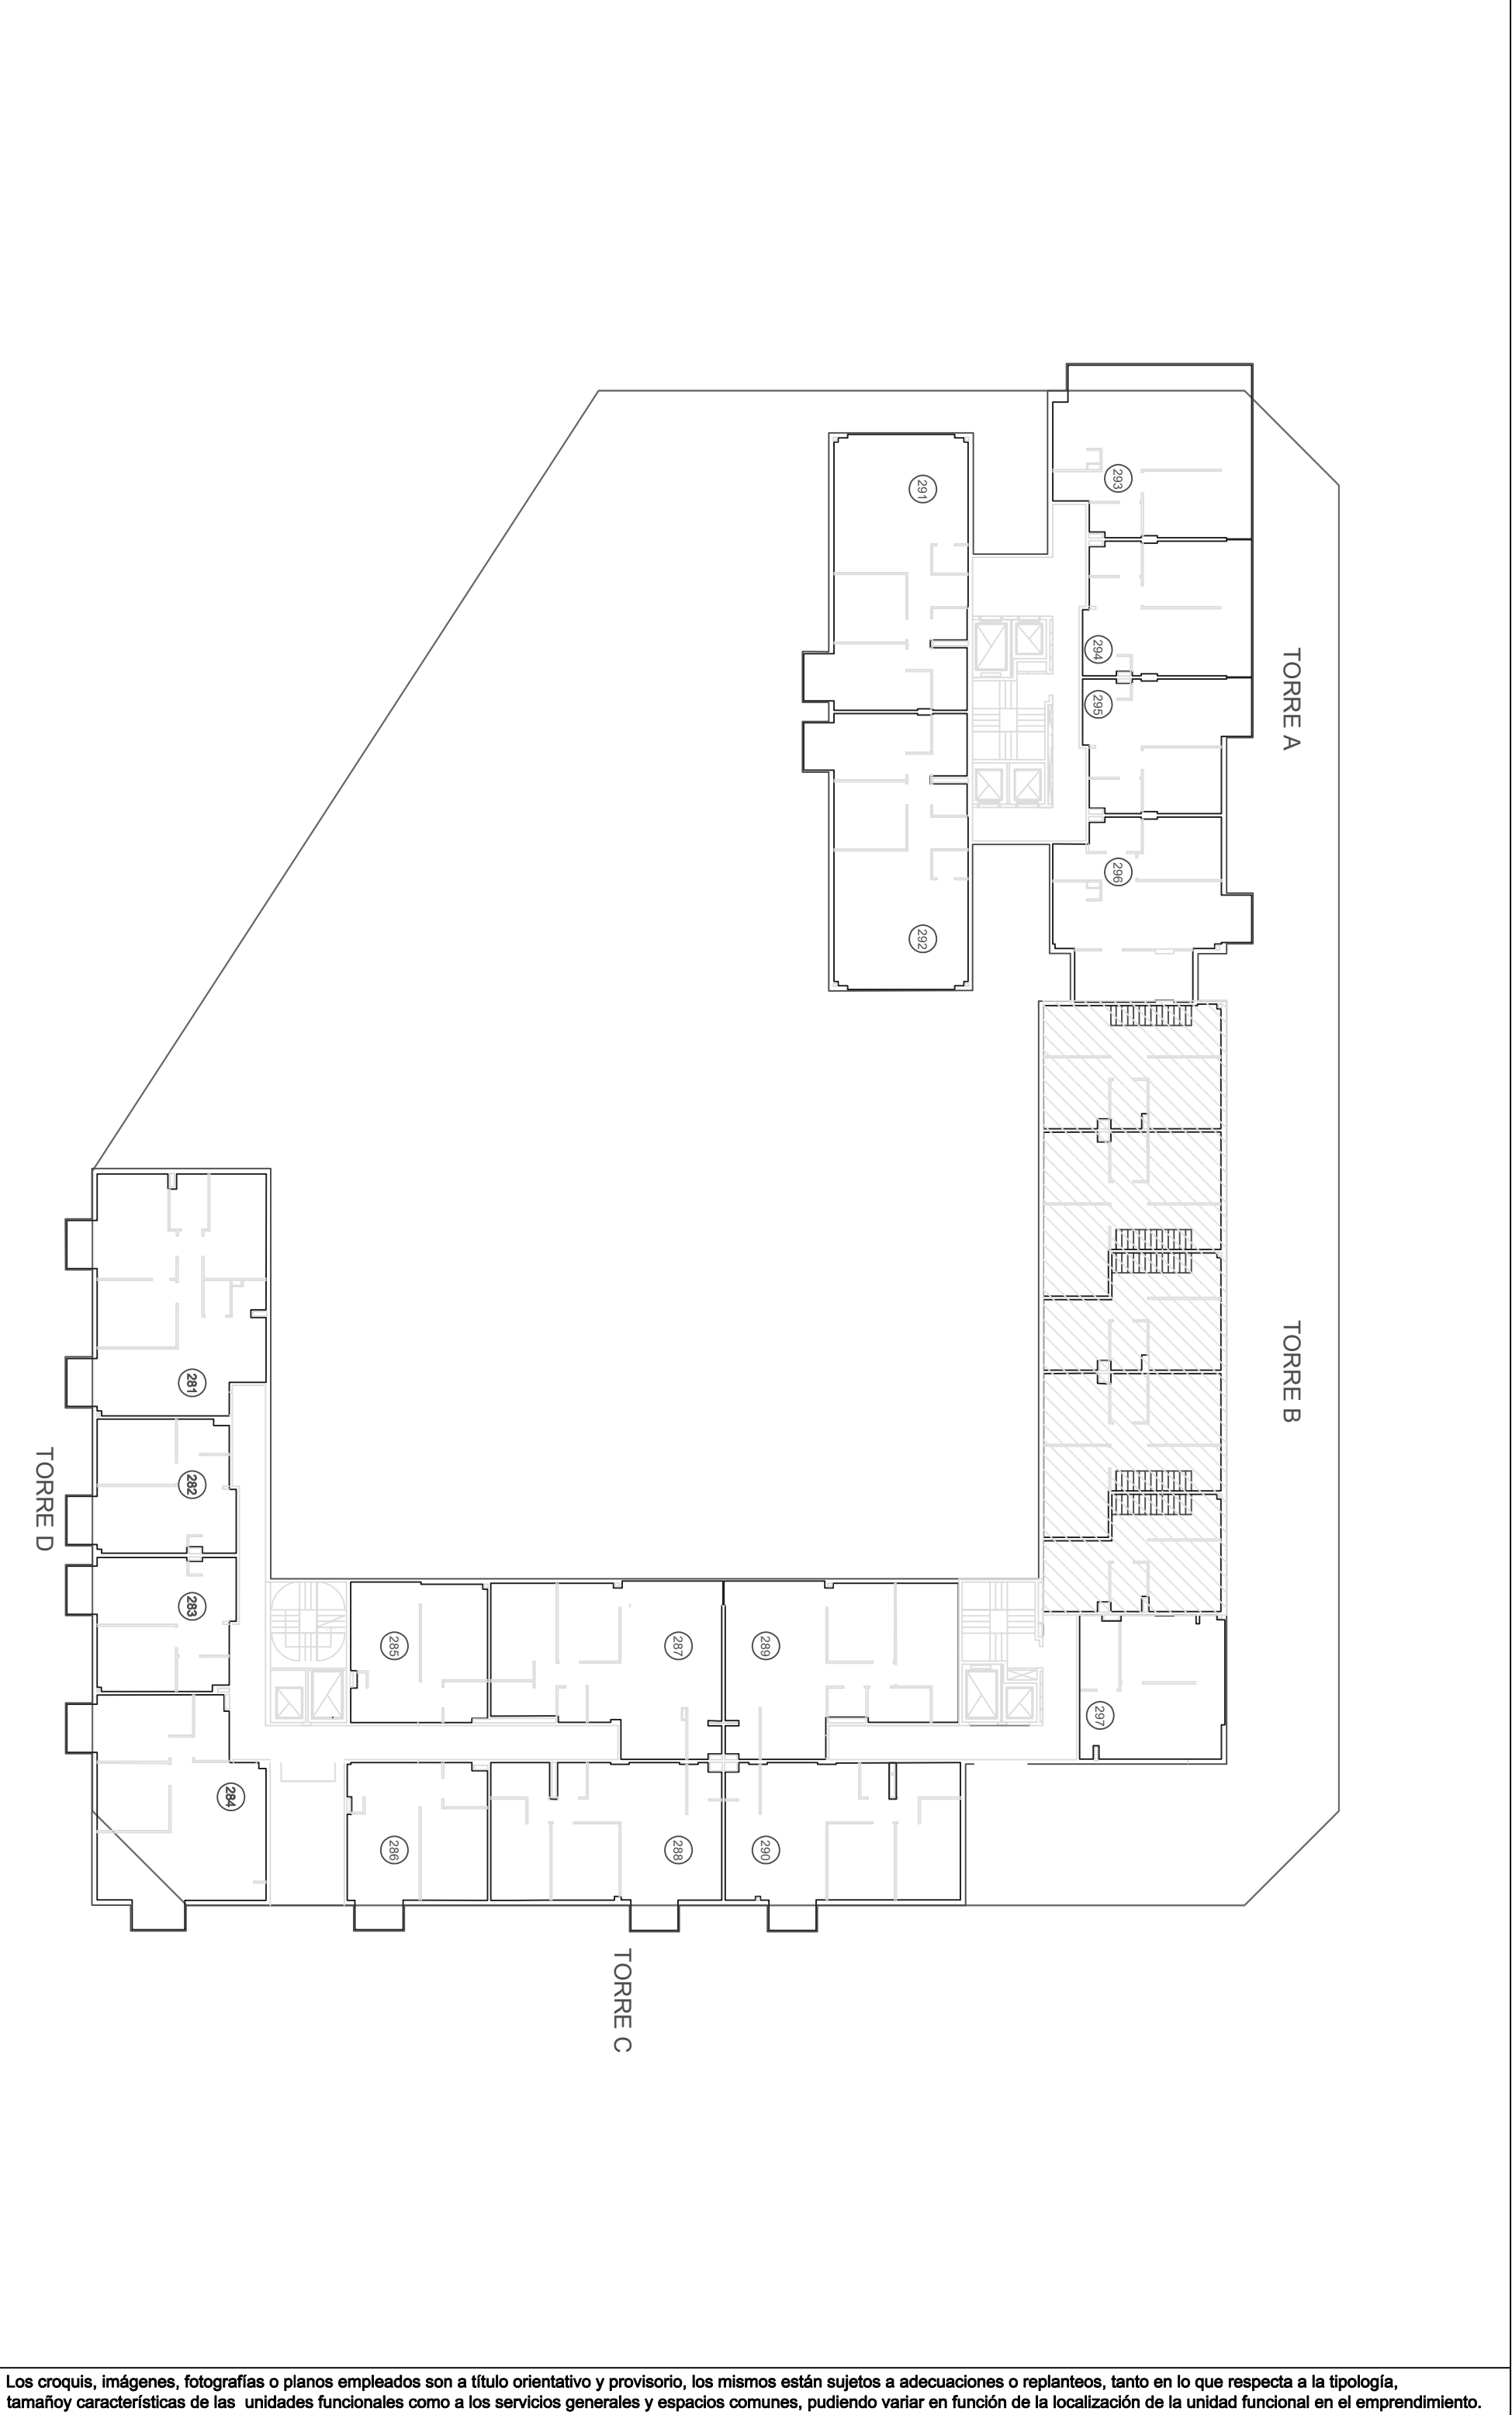 293
291
294
TORRE A
295
296
292
TORRE B
281
282
TORRE D
283
285
287
289
297
284
286
288
290
TORRE C
Los croquis, imágenes, fotografías o planos empleados son a título orientativo y provisorio, los mismos están sujetos a adecuaciones o replanteos, tanto en lo que respecta a la tipología,
tamañoy características de las unidades funcionales como a los servicios generales y espacios comunes, pudiendo variar en función de la localización de la unidad funcional en el emprendimiento.